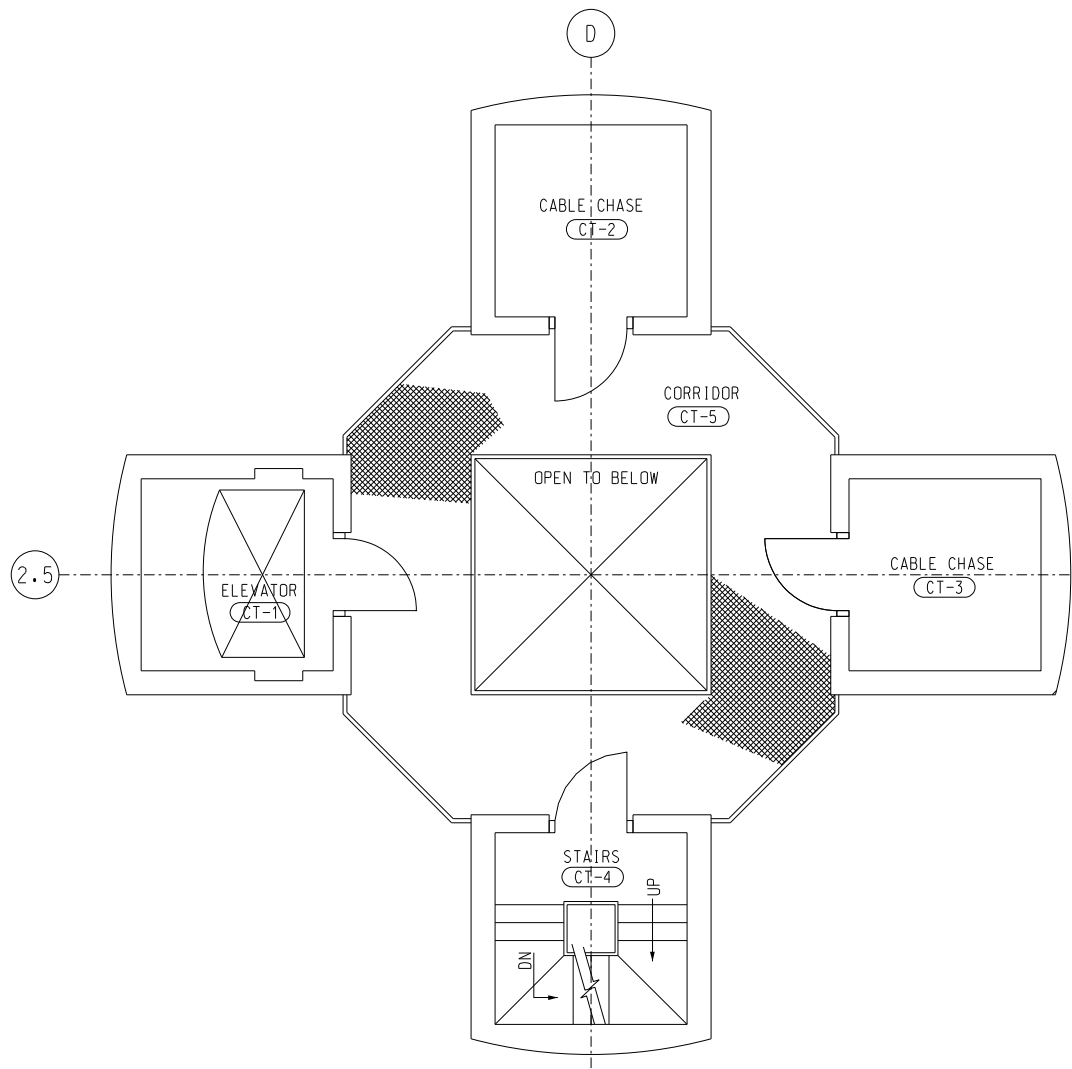 D
CABLE CHASE
CT-2
CORRIDOR
CT-5
OPEN TO BELOW
2.5
ELEVATOR
CT-1
CABLE CHASE
CT-3
STAIRS
CT-4
UP
DN